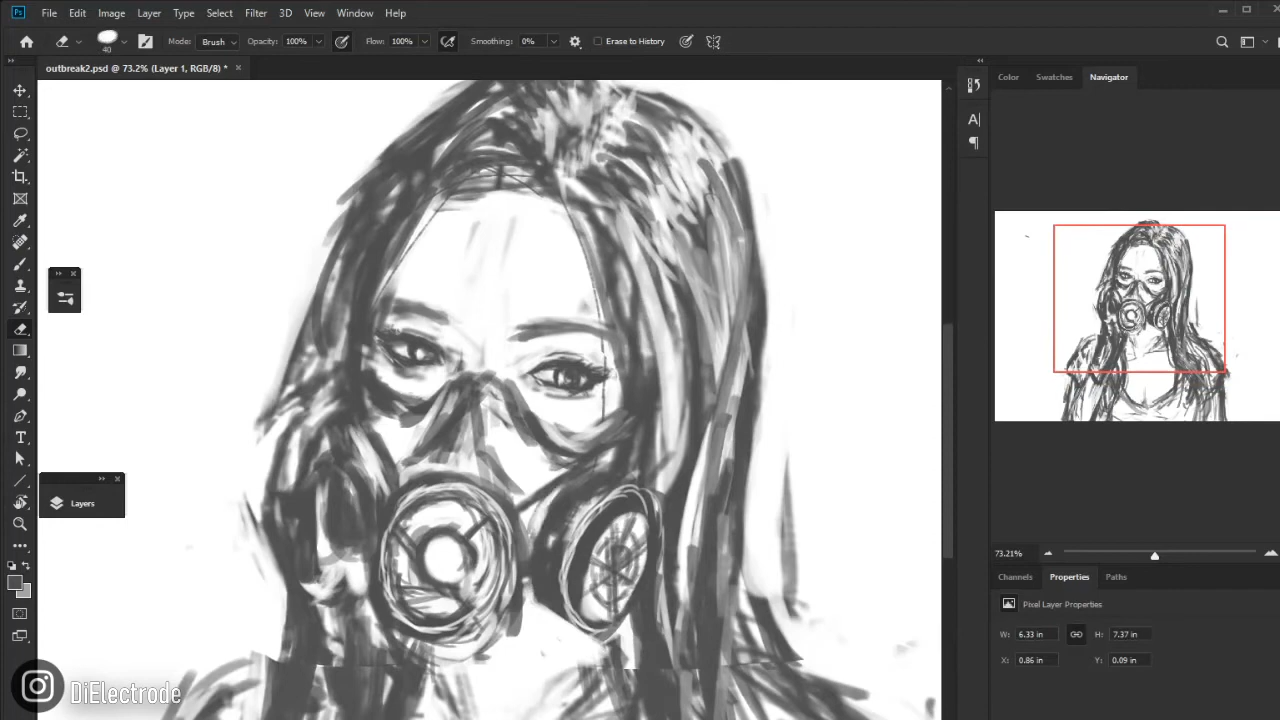 Ps File Edit Image Layer Type Select Filter 3D View Window Help
40 Mode: Brush Opacity: 100% Flow: 100% Smoothing: 0% Erase to History
outbreak2.psd @ 73.2% (Layer 1, RGB/8) * ×
Color Swatches Navigator
Layers
73.21%
Channels Properties Paths
Pixel Layer Properties
W: 6.33 in H: 7.37 in
X: 0.86 in Y: 0.09 in
DiElectrode